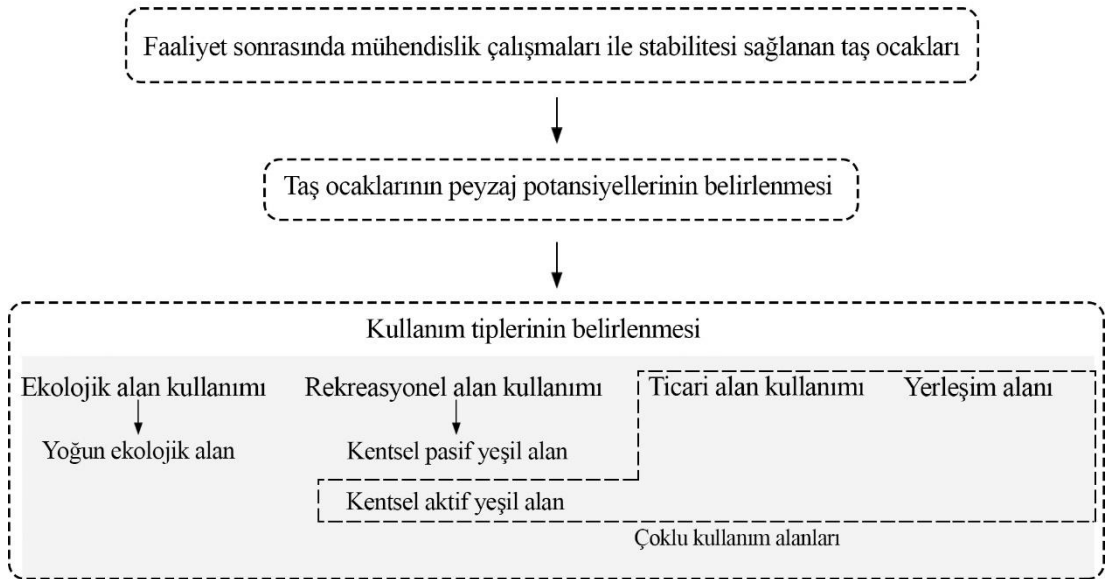 Faaliyet sonrasında mühendislik çalışmaları ile stabilitesi sağlanan taş ocakları
Taş ocaklarının peyzaj potansiyellerinin belirlenmesi
Kullanım tiplerinin belirlenmesi
Ekolojik alan kullanımı Rekreasyonel alan kullanımı Ticari alan kullanımı Yerleşim alanı
Yoğun ekolojik alan Kentsel pasif yeşil alan
Kentsel aktif yeşil alan
Çoklu kullanım alanları